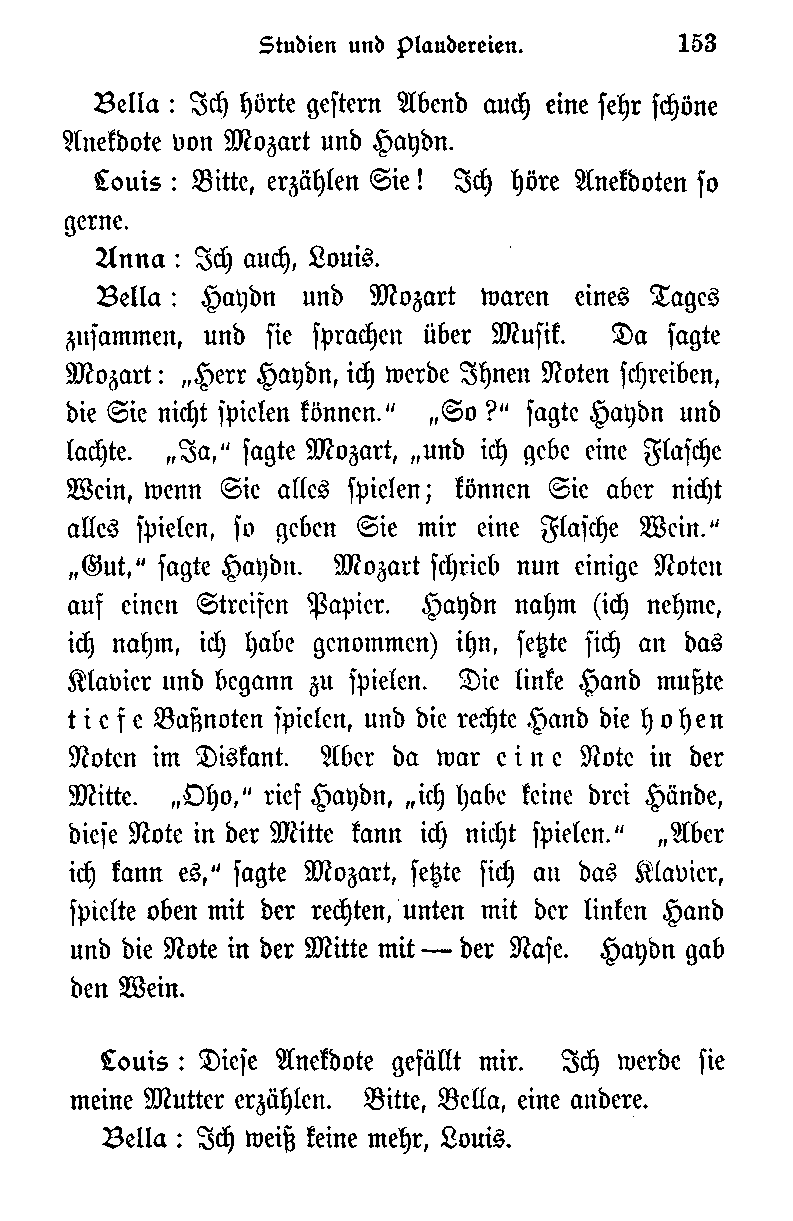 Studien und Plaudereien. 153
Bella : Ich hörte gestern Abend auch eine sehr schöne
Anekdote von Mozart und Haydn.
Louis : Bitte, erzählen Sie! Ich höre Anekdoten so
gerne.
Anna : Ich auch, Louis.
Bella : Haydn und Mozart waren eines Tages
zusammen, und sie sprachen über Musik. Da sagte
Mozart: „Herr Haydn, ich werde Ihnen Noten schreiben,
die Sie nicht spielen können.“ „So?“ sagte Haydn und
lachte. „Ja,“ sagte Mozart, „und ich gebe eine Flasche
Wein, wenn Sie alles spielen; können Sie aber nicht
alles spielen, so geben Sie mir eine Flasche Wein.“
„Gut,“ sagte Haydn. Mozart schrieb nun einige Noten
auf einen Streifen Papier. Haydn nahm (ich nehme,
ich nahm, ich habe genommen) ihn, setzte sich an das
Klavier und begann zu spielen. Die linke Hand mußte
tiefe Baßnoten spielen, und die rechte Hand die hohen
Noten im Diskant. Aber da war eine Note in der
Mitte. „Oho,“ rief Haydn, „ich habe keine drei Hände,
diese Note in der Mitte kann ich nicht spielen.“ „Aber
ich kann es,“ sagte Mozart, setzte sich an das Klavier,
spielte oben mit der rechten, unten mit der linken Hand
und die Note in der Mitte mit — der Nase. Haydn gab
den Wein.
Louis : Diese Anekdote gefällt mir. Ich werde sie
meine Mutter erzählen. Bitte, Bella, eine andere.
Bella : Ich weiß keine mehr, Louis.